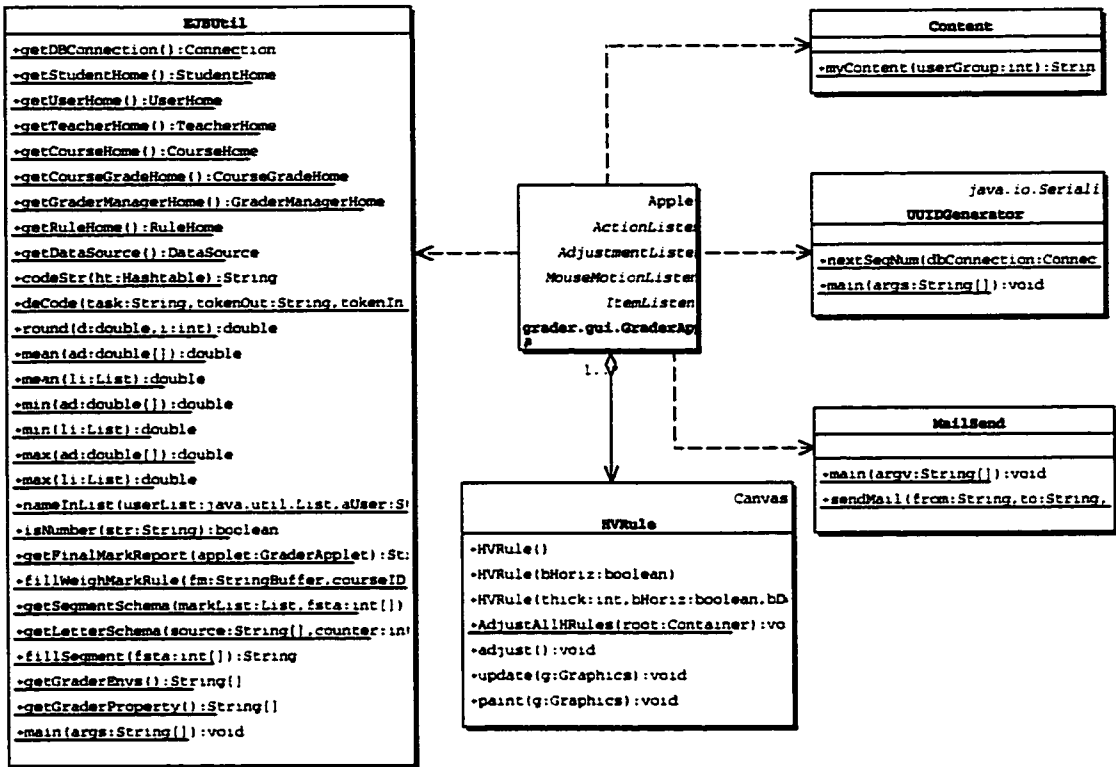 EJBUtil
+getDBConnection():Connection
+getStudentHome():StudentHome
+getUserHome():UserHome
+getTeacherHome():TeacherHome
+getCourseHome():CourseHome
+getCourseGradeHome():CourseGradeHome
+getGraderManagerHome():GraderManagerHome
+getRuleHome():RuleHome
+getDataSource():DataSource
+codeStr(ht:Hashtable):String
+deCode(task:String,tokenOut:String,tokenIn
+round(d:double,i:int):double
+mean(ad:double[]):double
+mean(li:List):double
+min(ad:double[]):double
+min(li:List):double
+max(ad:double[]):double
+max(li:List):double
+nameInList(userList:java.util.List,aUser:S
+isNumber(str:String):boolean
+getFinalMarkReport(applet:GraderApplet):St
+fillWeighMarkRule(fm:StringBuffer,courseID
+getSegmentSchema(markList:List,fsta:int[])
+getLetterSchema(source:String[],counter:in
+fillSegment(fsta:int[]):String
+getGraderEnvs():String[]
+getGraderProperty():String[]
+main(args:String[]):void
Apple
ActionListe
AdjustmentListe
MouseMotionListe
ItemListen
grader.gui.GraderAp
1..
Canvas
HVRule
+HVRule()
+HVRule(bHoriz:boolean)
+HVRule(thick:int,bHoriz:boolean,bD
+AdjustAllHRules(root:Container):vo
+adjust():void
+update(g:Graphics):void
+paint(g:Graphics):void
Content
+myContent(userGroup:int):Strin
java.io.Seriali
UUIDGenerator
+nextSeqNum(dbConnection:Connec
+main(args:String[]):void
MailSend
+main(argv:String[]):void
+sendMail(from:String,to:String,